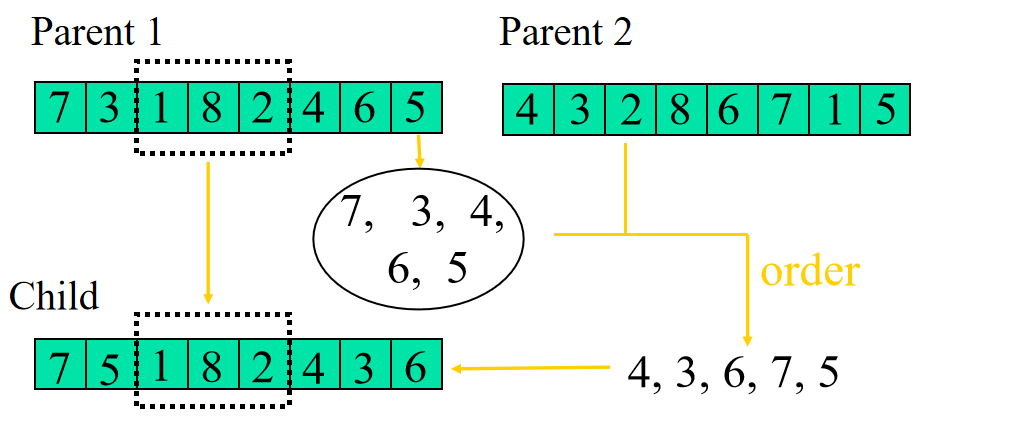 Parent 1
7 3 1 8 2 4 6 5
Parent 2
4 3 2 8 6 7 1 5
7, 3, 4,
6, 5
order
Child
7 5 1 8 2 4 3 6
4, 3, 6, 7, 5